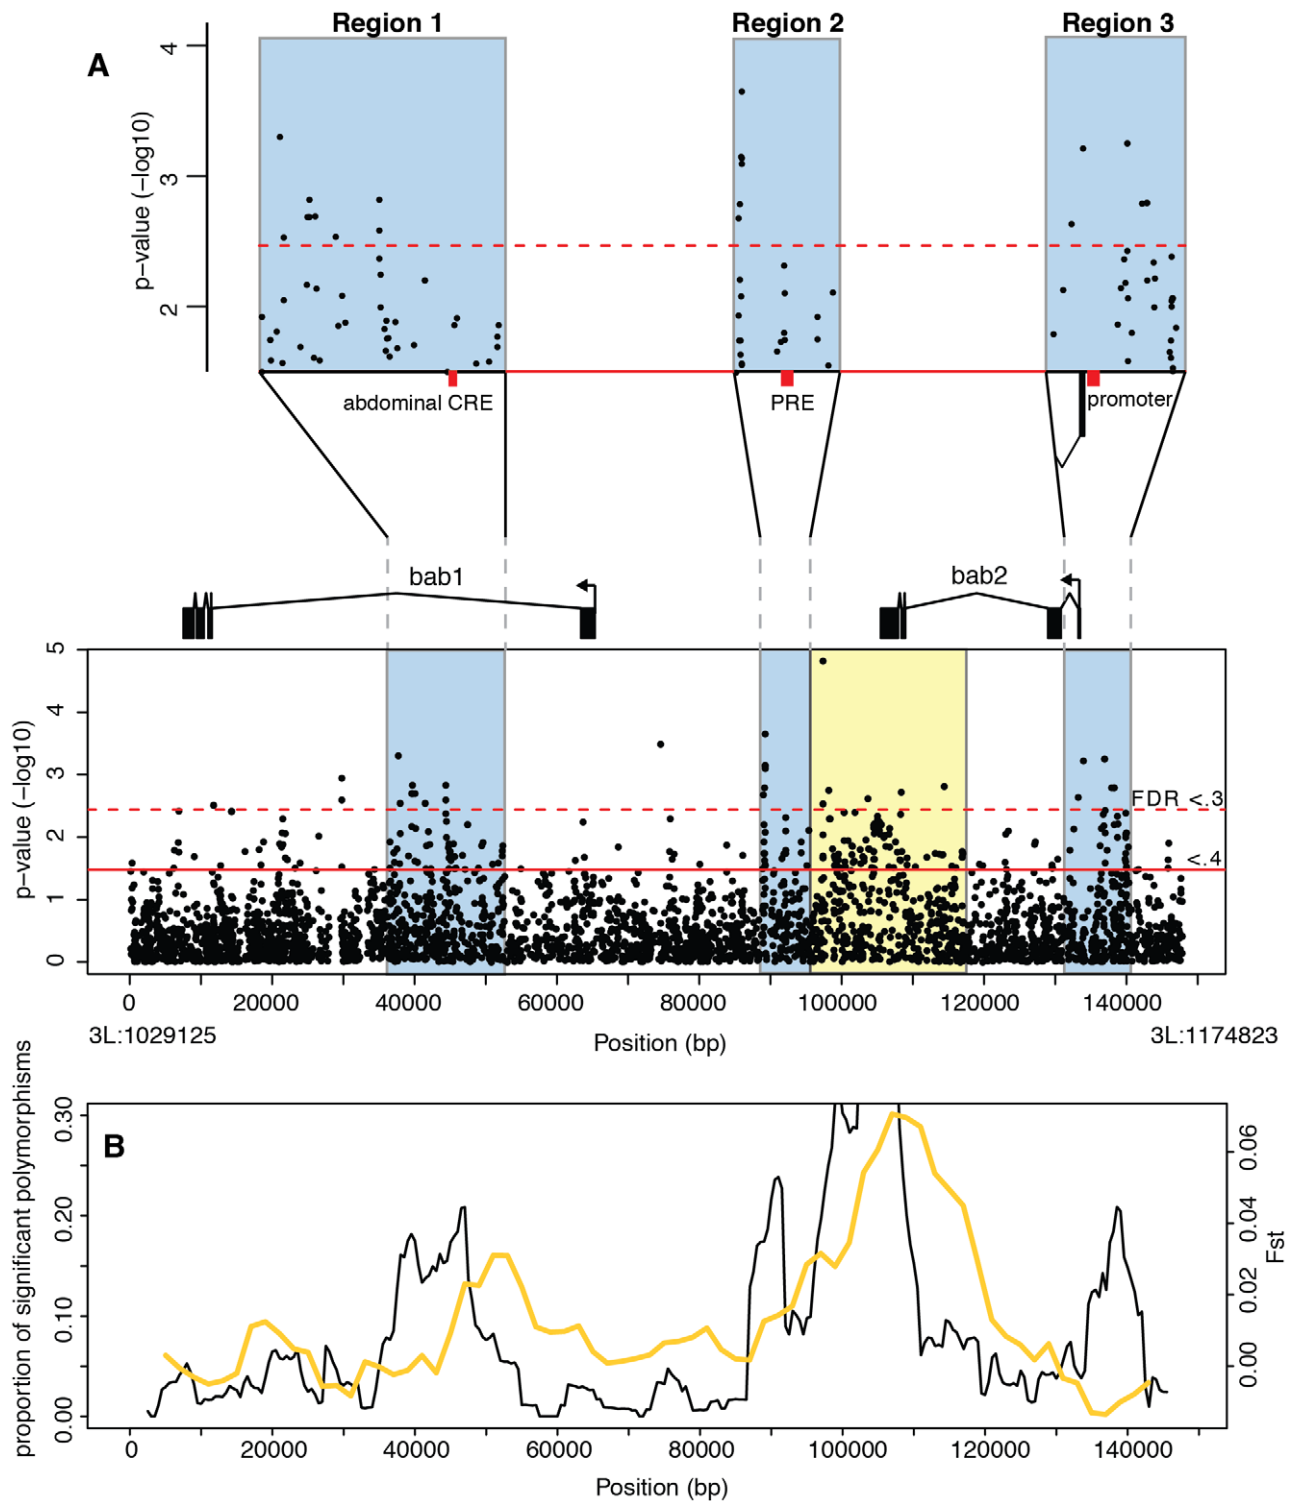 Region 1
Region 2
Region 3
A
4
3
2
p−value (−log10)
abdominal CRE
PRE
promoter
bab1
bab2
5
4
3
2
1
0
p−value (−log10)
FDR <.3
<.4
0
20000
40000
60000
80000
100000
120000
140000
3L:1029125
Position (bp)
3L:1174823
B
0.30
0.20
0.10
0.00
proportion of significant polymorphisms
0.06
0.04
0.02
0.00
Fst
0
20000
40000
60000
80000
100000
120000
140000
Position (bp)